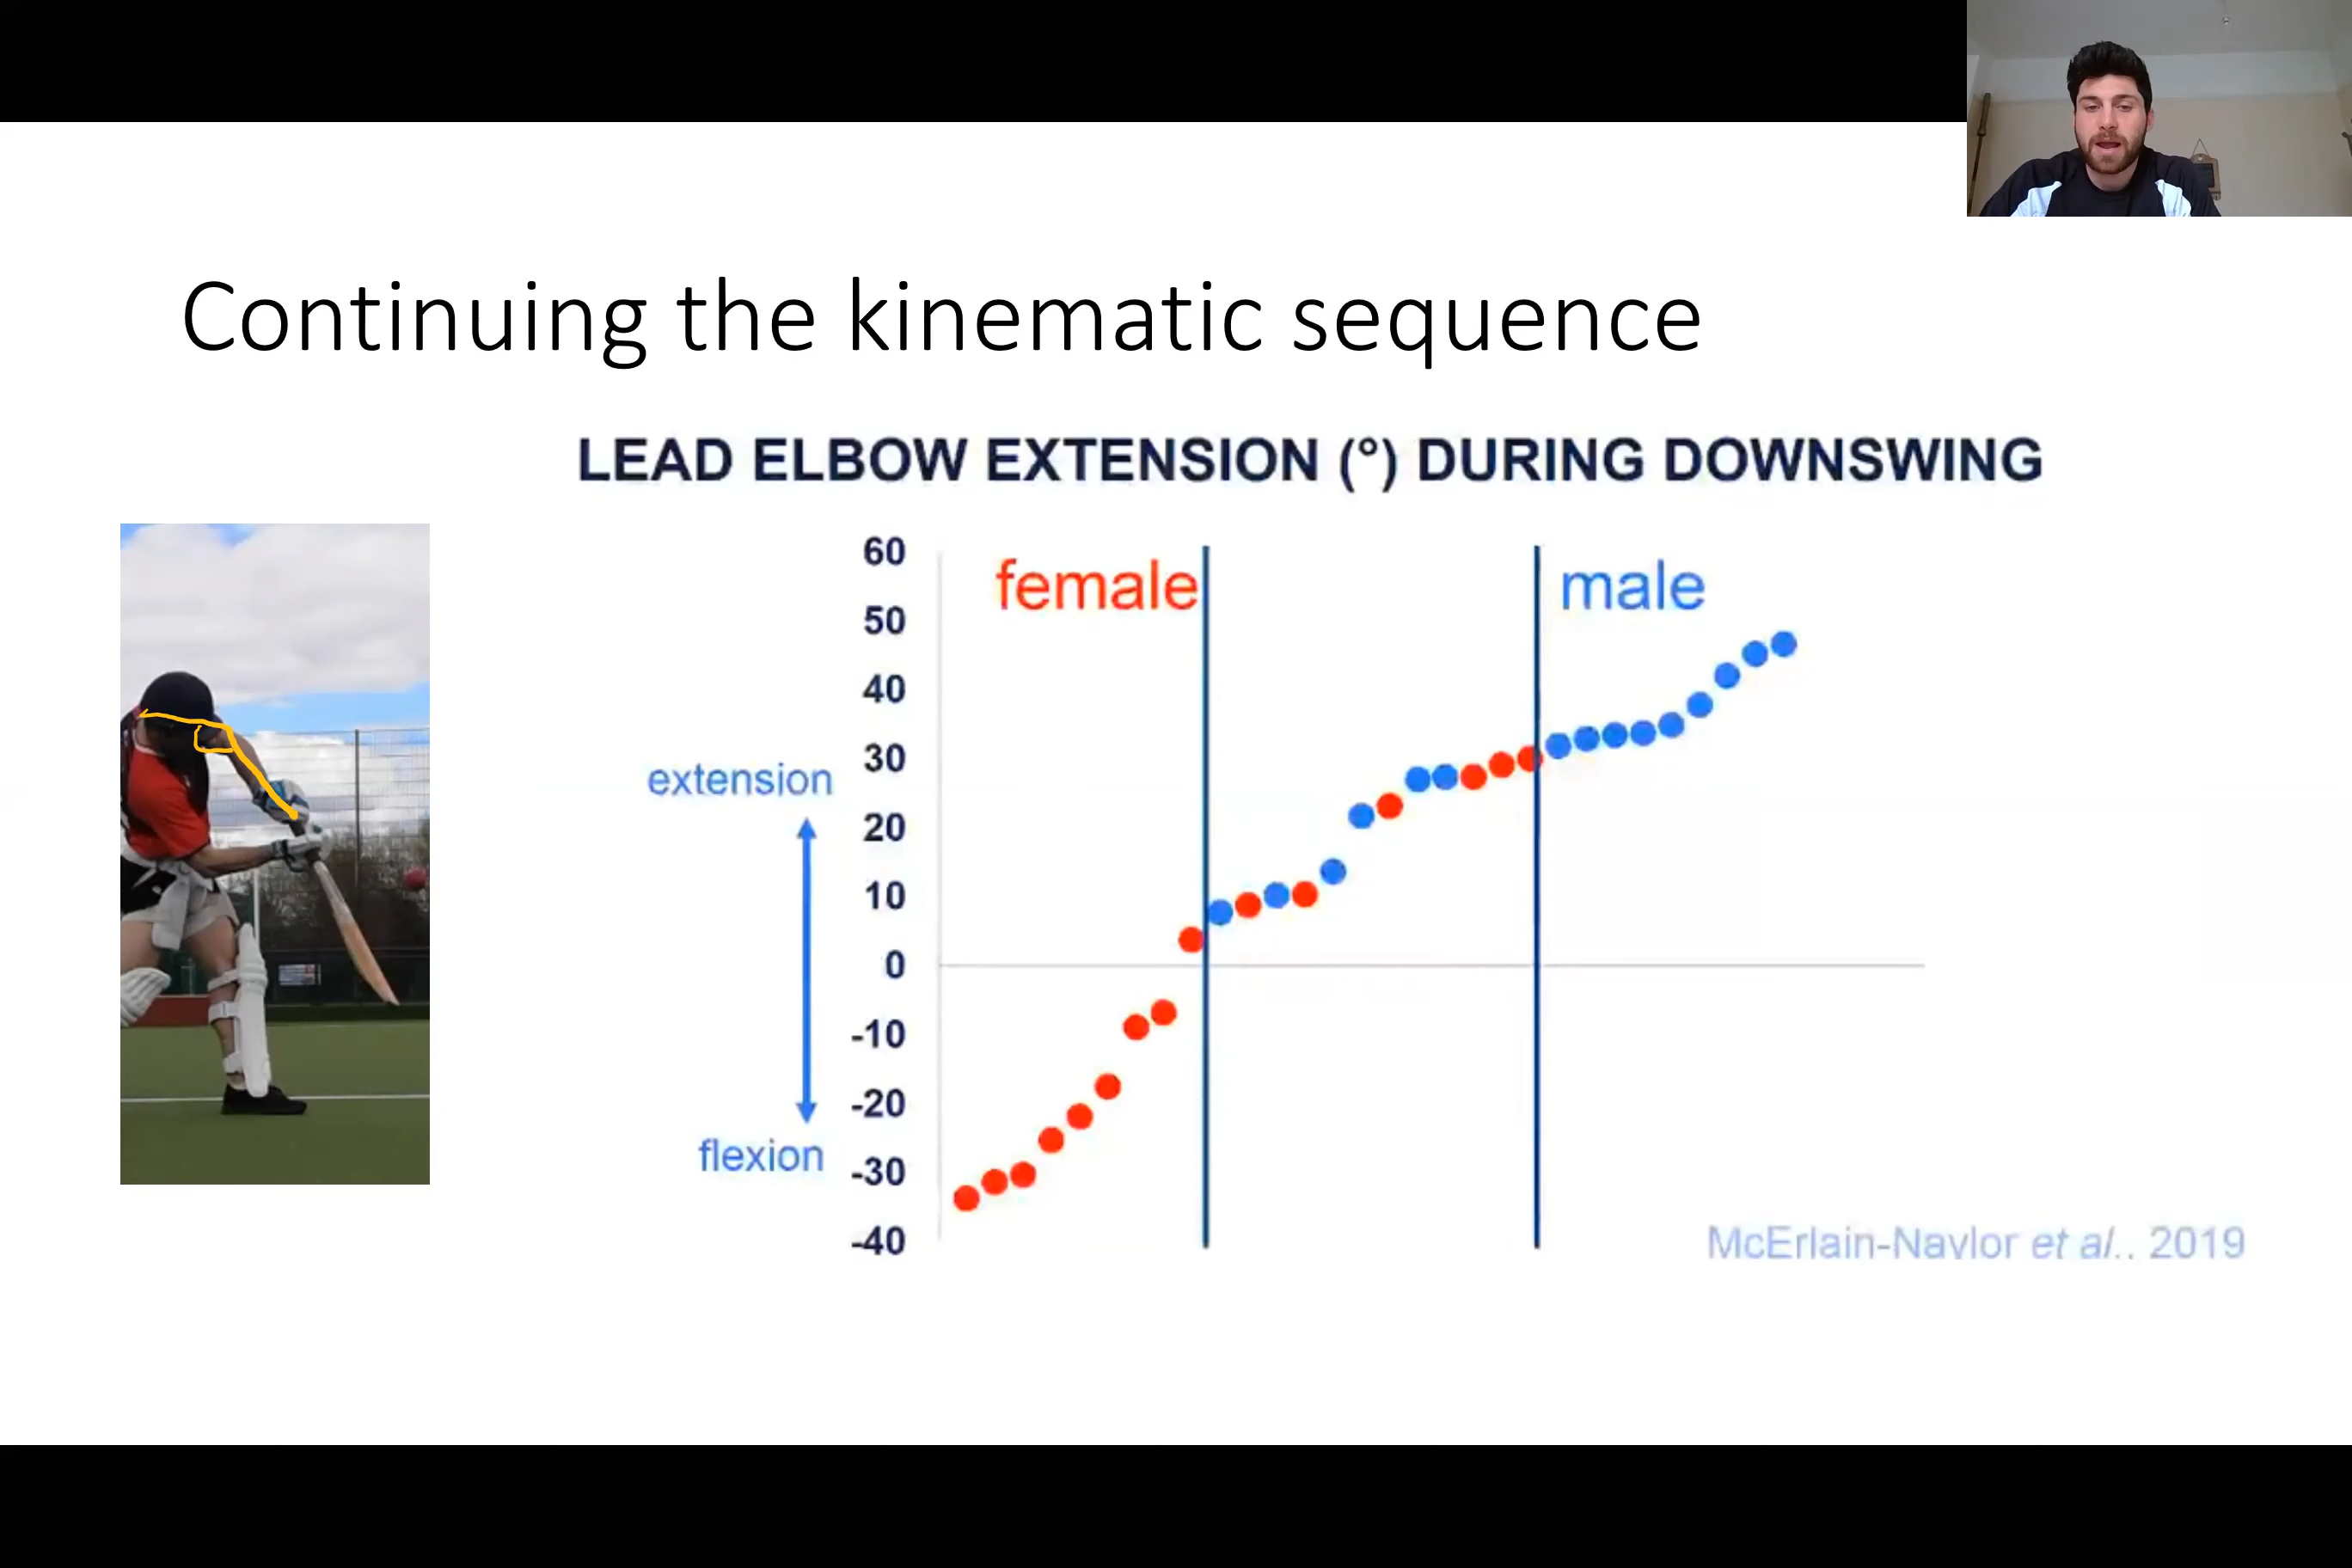 Continuing the kinematic sequence
LEAD ELBOW EXTENSION (°) DURING DOWNSWING
60
female
male
50
40
30
extension
20
10
0
-10
-20
flexion
-30
-40
McErlain-Navlor et al.. 2019